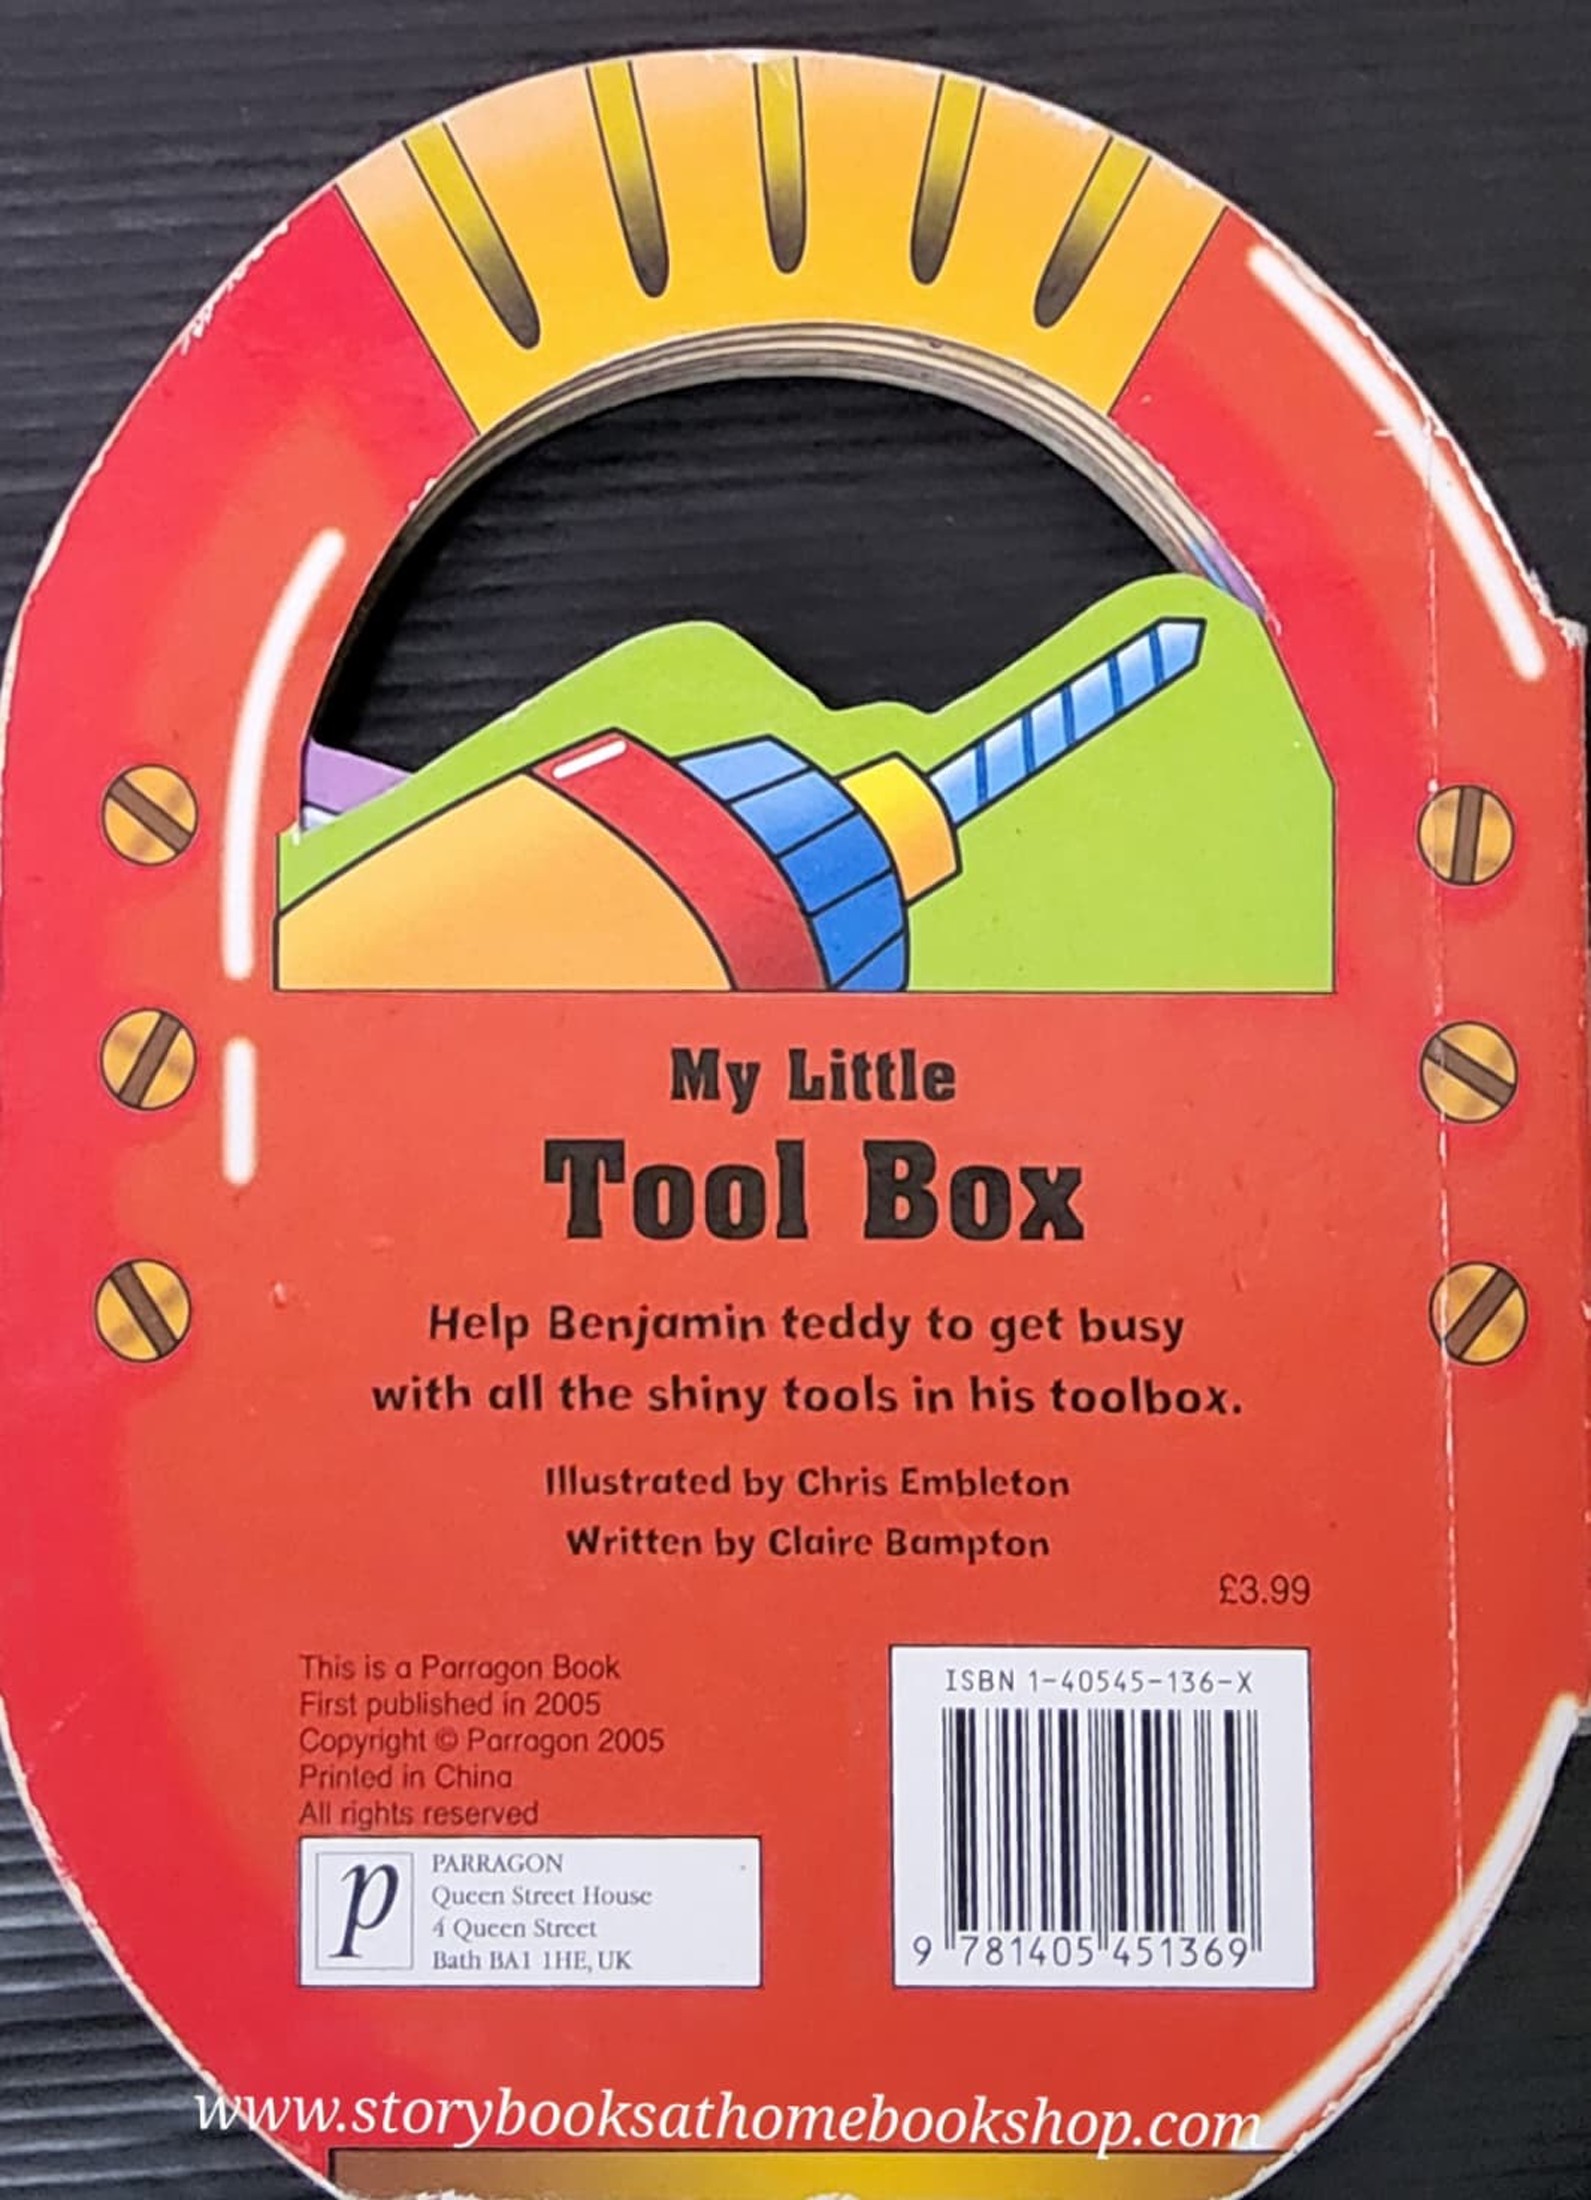 My Little
Tool Box
Help Benjamin teddy to get busy
with all the shiny tools in his toolbox.
Illustrated by Chris Embleton
Written by Claire Bampton
£3.99
This is a Parragon Book
First published in 2005
Copyright © Parragon 2005
Printed in China
All rights reserved
p
PARRAGON
Queen Street House
4 Queen Street
Bath BA1 1HE, UK
ISBN 1-40545-136-X
9 781405 451369
www.storybooksathomebookshop.com